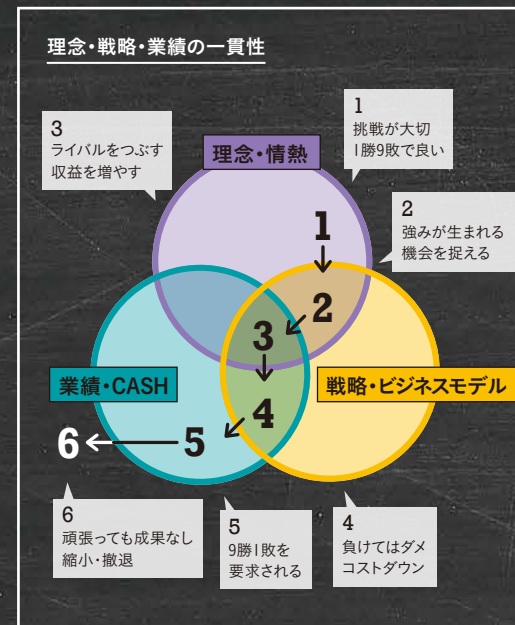 理念・戦略・業績の一貫性
1
挑戦が大切
1勝9敗で良い
3
ライバルをつぶす
収益を増やす
理念・情熱
2
強みが生まれる
機会を捉える
1
2
3
業績・CASH
戦略・ビジネスモデル
4
5
6
6
頑張っても成果なし
縮小・撤退
5
9勝1敗を
要求される
4
負けてはダメ
コストダウン